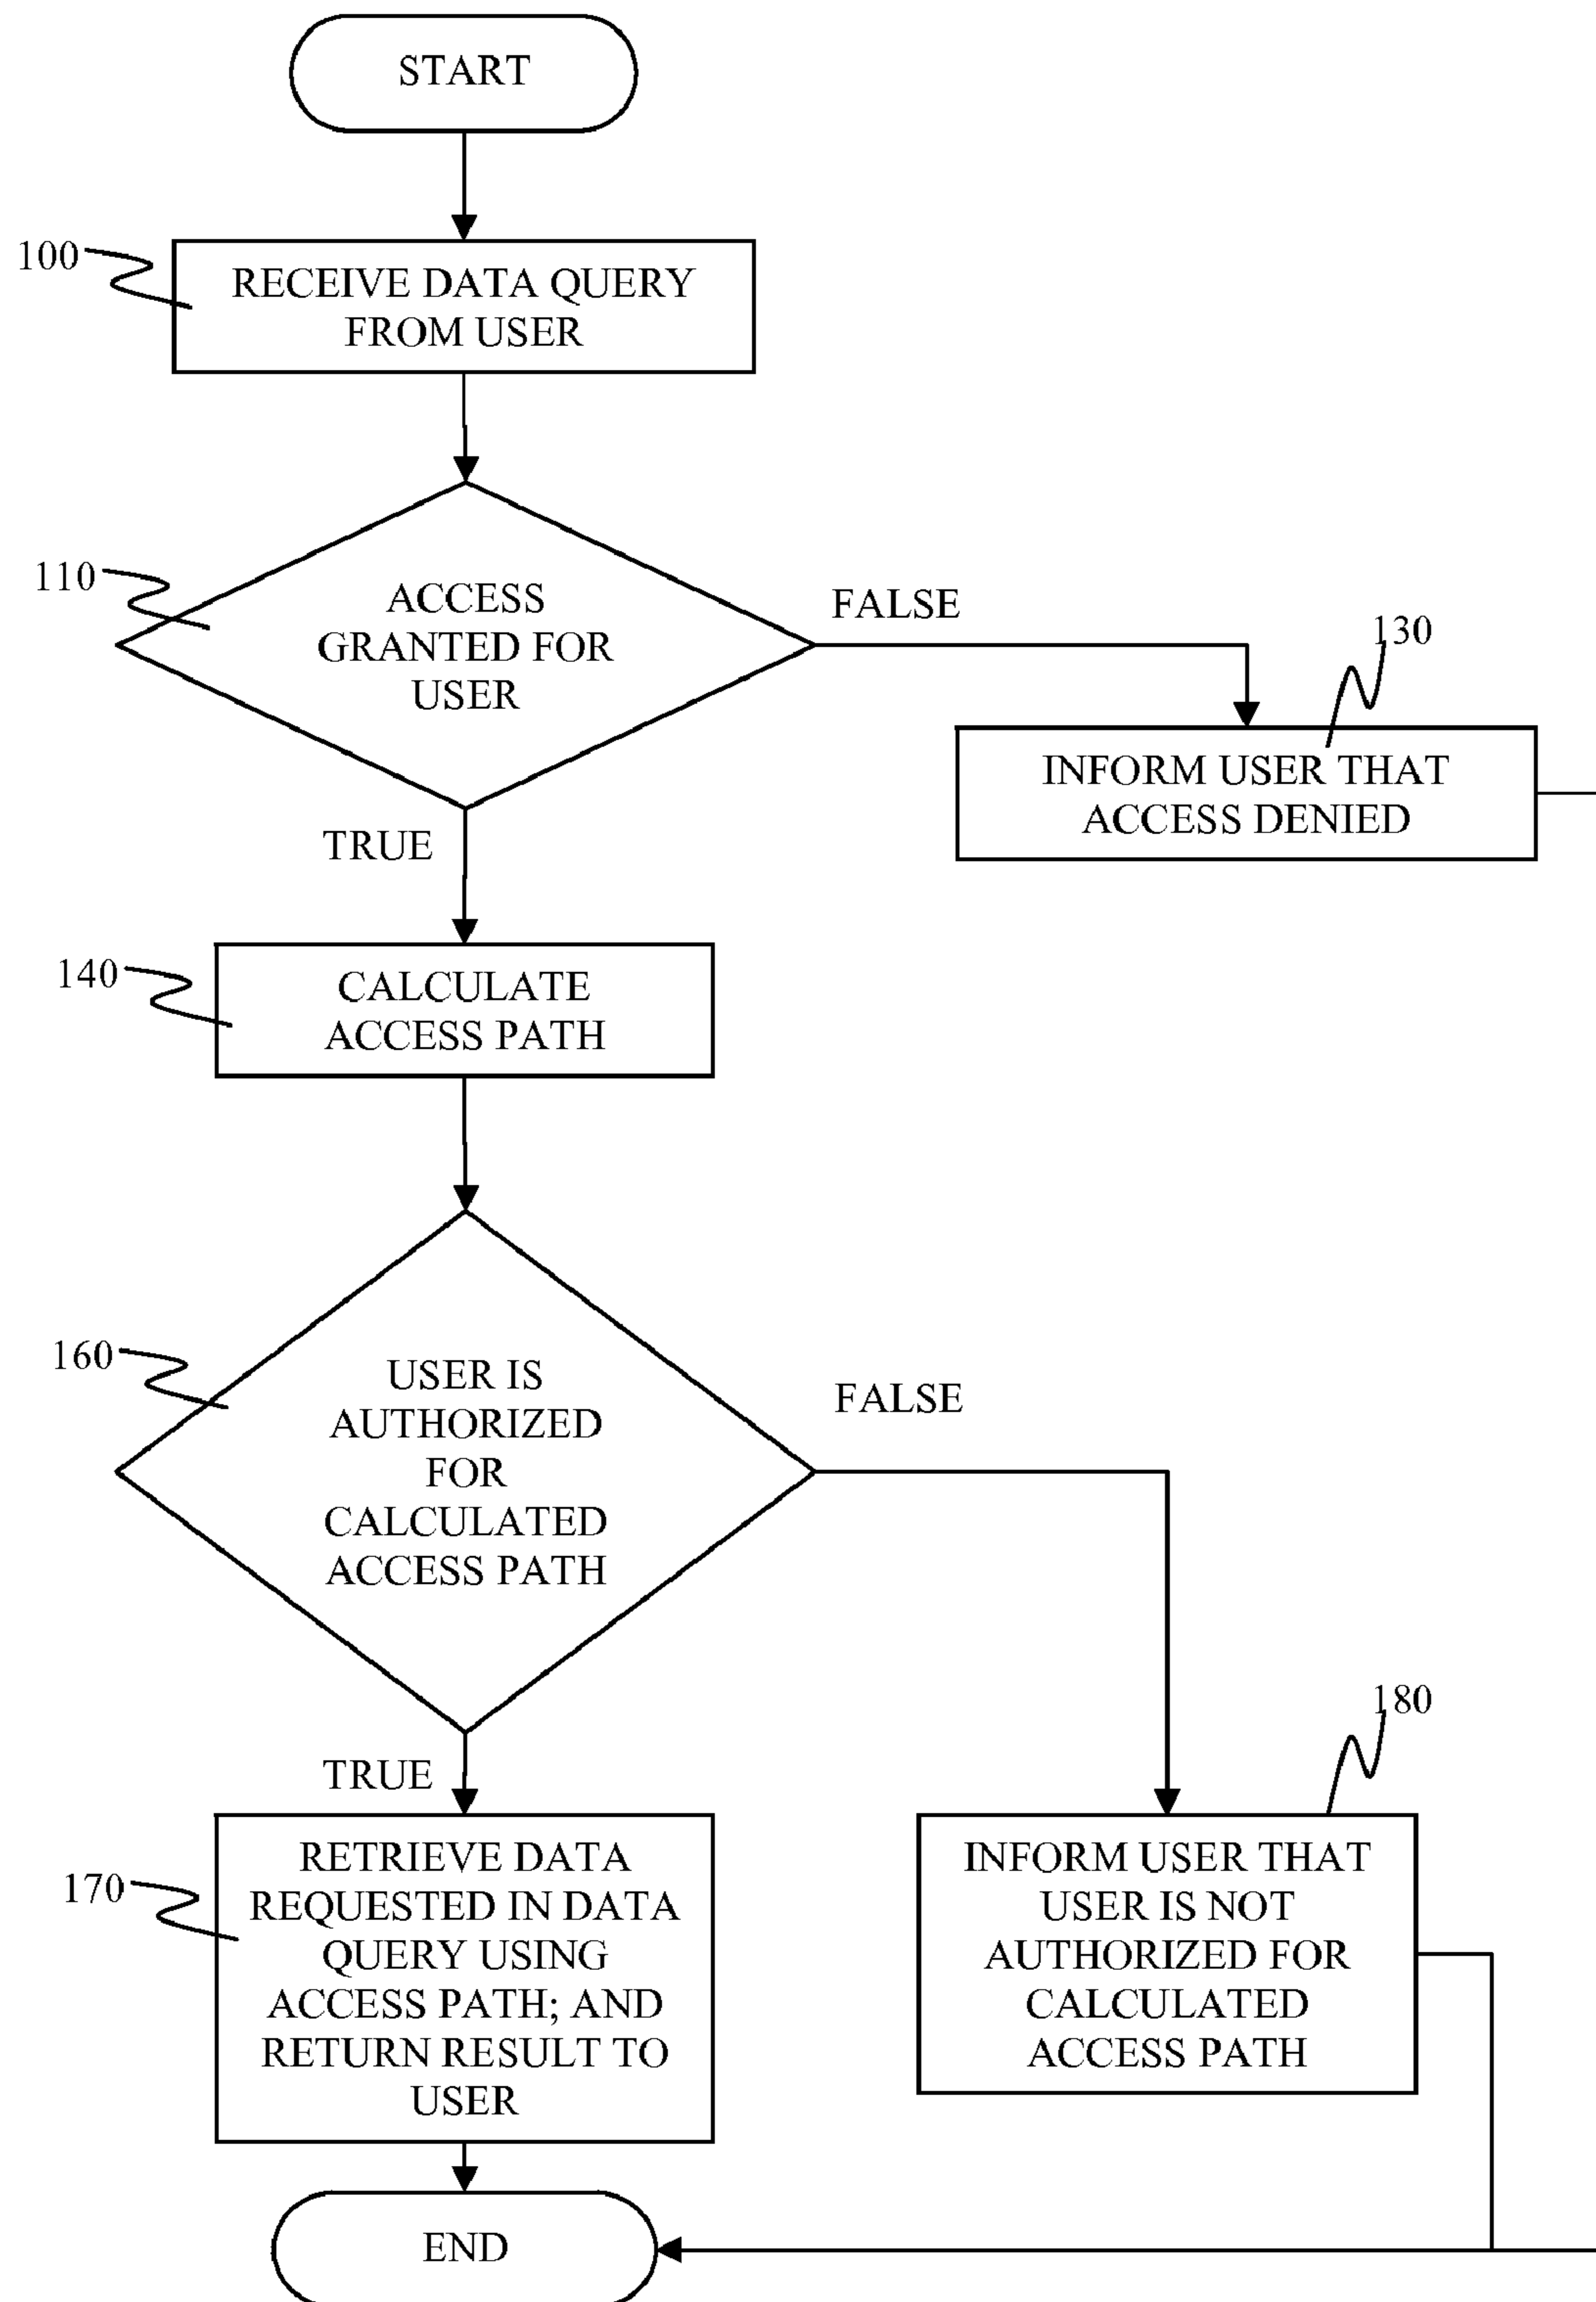 START
100
RECEIVE DATA QUERY
FROM USER
110
ACCESS
GRANTED FOR
USER
FALSE
130
INFORM USER THAT
ACCESS DENIED
TRUE
140
CALCULATE
ACCESS PATH
160
USER IS
AUTHORIZED
FOR
CALCULATED
ACCESS PATH
FALSE
TRUE
170
RETRIEVE DATA
REQUESTED IN DATA
QUERY USING
ACCESS PATH; AND
RETURN RESULT TO
USER
180
INFORM USER THAT
USER IS NOT
AUTHORIZED FOR
CALCULATED
ACCESS PATH
END